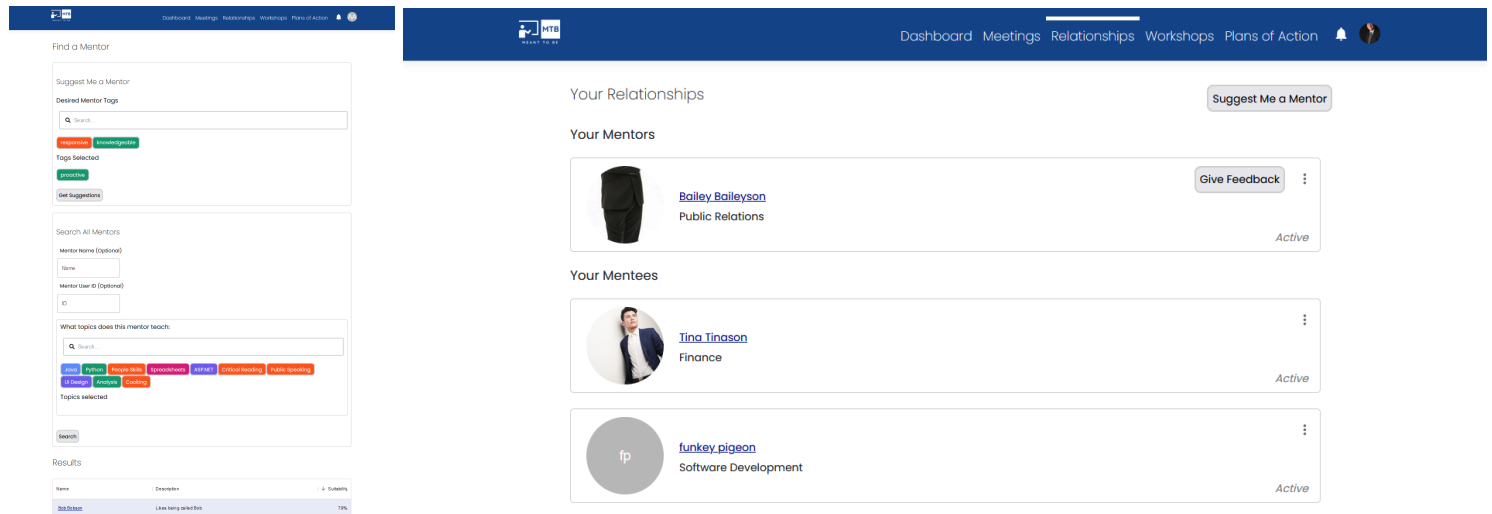 MTB
MEANT TO BE
Dashboard Meetings Relationships Workshops Plans of Action
Find a Mentor
Suggest Me a Mentor
Desired Mentor Tags
Search...
responsive knowledgeable
Tags Selected
proactive
Get Suggestions
Search All Mentors
Mentor Name (Optional)
Name
Mentor User ID (Optional)
ID
What topics does this mentor teach:
Search...
Java Python People Skills Spreadsheets ASP.NET Critical Reading Public Speaking
UI Design Analysis Cooking
Topics selected
Search
Results
Name Description ↓ Suitability
Bob Bobson Likes being called Bob 79%
MTB
MEANT TO BE
Dashboard Meetings Relationships Workshops Plans of Action
Your Relationships
Suggest Me a Mentor
Your Mentors
Give Feedback
Bailey Baileyson
Public Relations
Active
Your Mentees
Tina Tinason
Finance
Active
fp
funkey pigeon
Software Development
Active